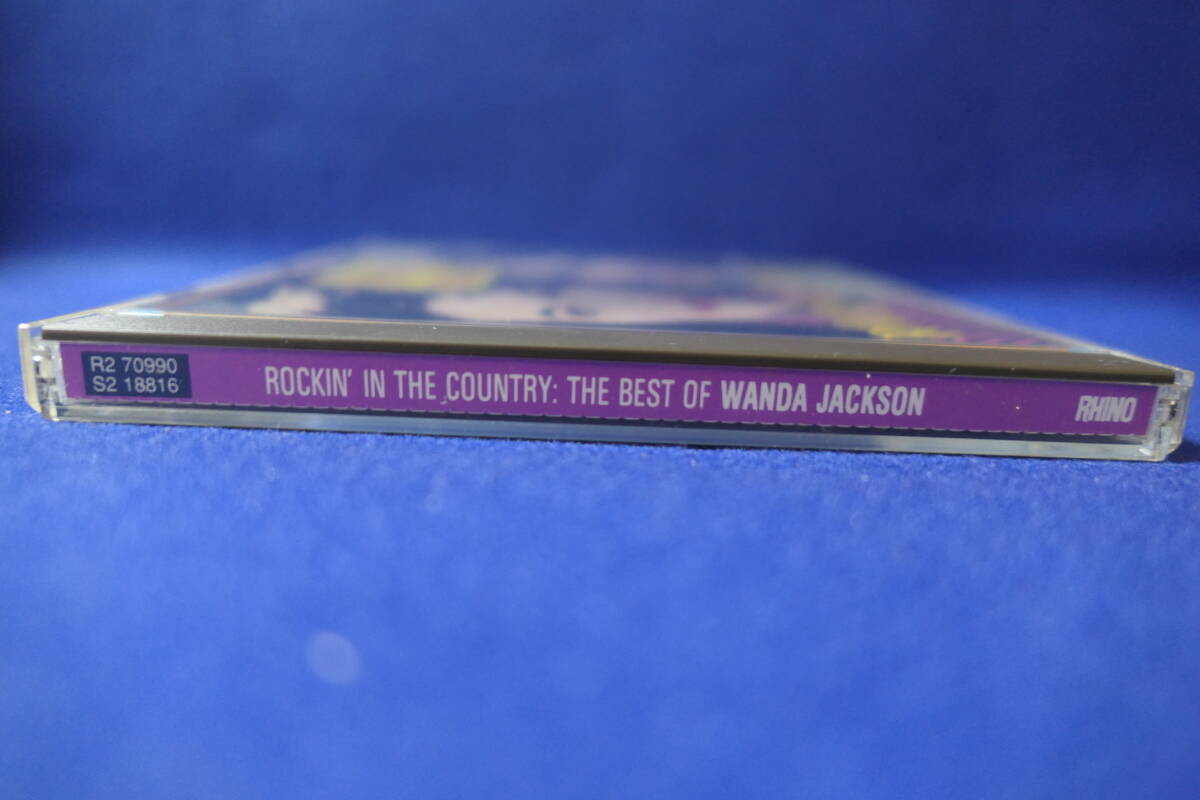 R2 70990
S2 18816
ROCKIN' IN THE COUNTRY: THE BEST OF WANDA JACKSON
RHINO